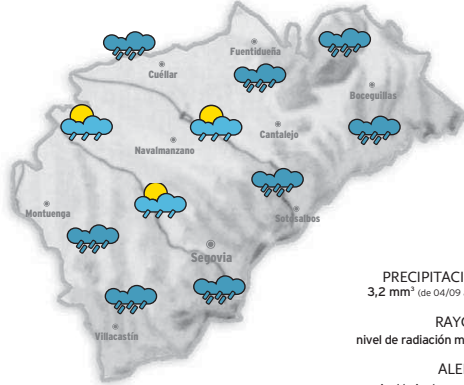 Fuentidueña
Cuéllar
Boceguillas
Cantalejo
Navalmanzano
Montuenga
Sotosalbos
Segovia
Villacastín
PRECIPITACI
3,2 mm³ (de 04/09
RAYO
nivel de radiación m
ALE